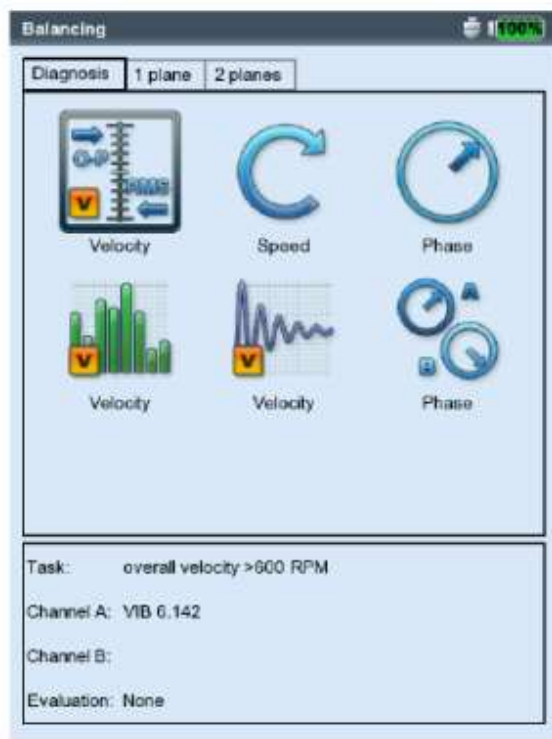 Balancing 100%
Diagnosis 1 plane 2 planes
0-P
RMS
V
Velocity Speed Phase
A
V V B
Velocity Velocity Phase
Task: overall velocity >600 RPM
Channel A: VIB 6.142
Channel B:
Evaluation: None